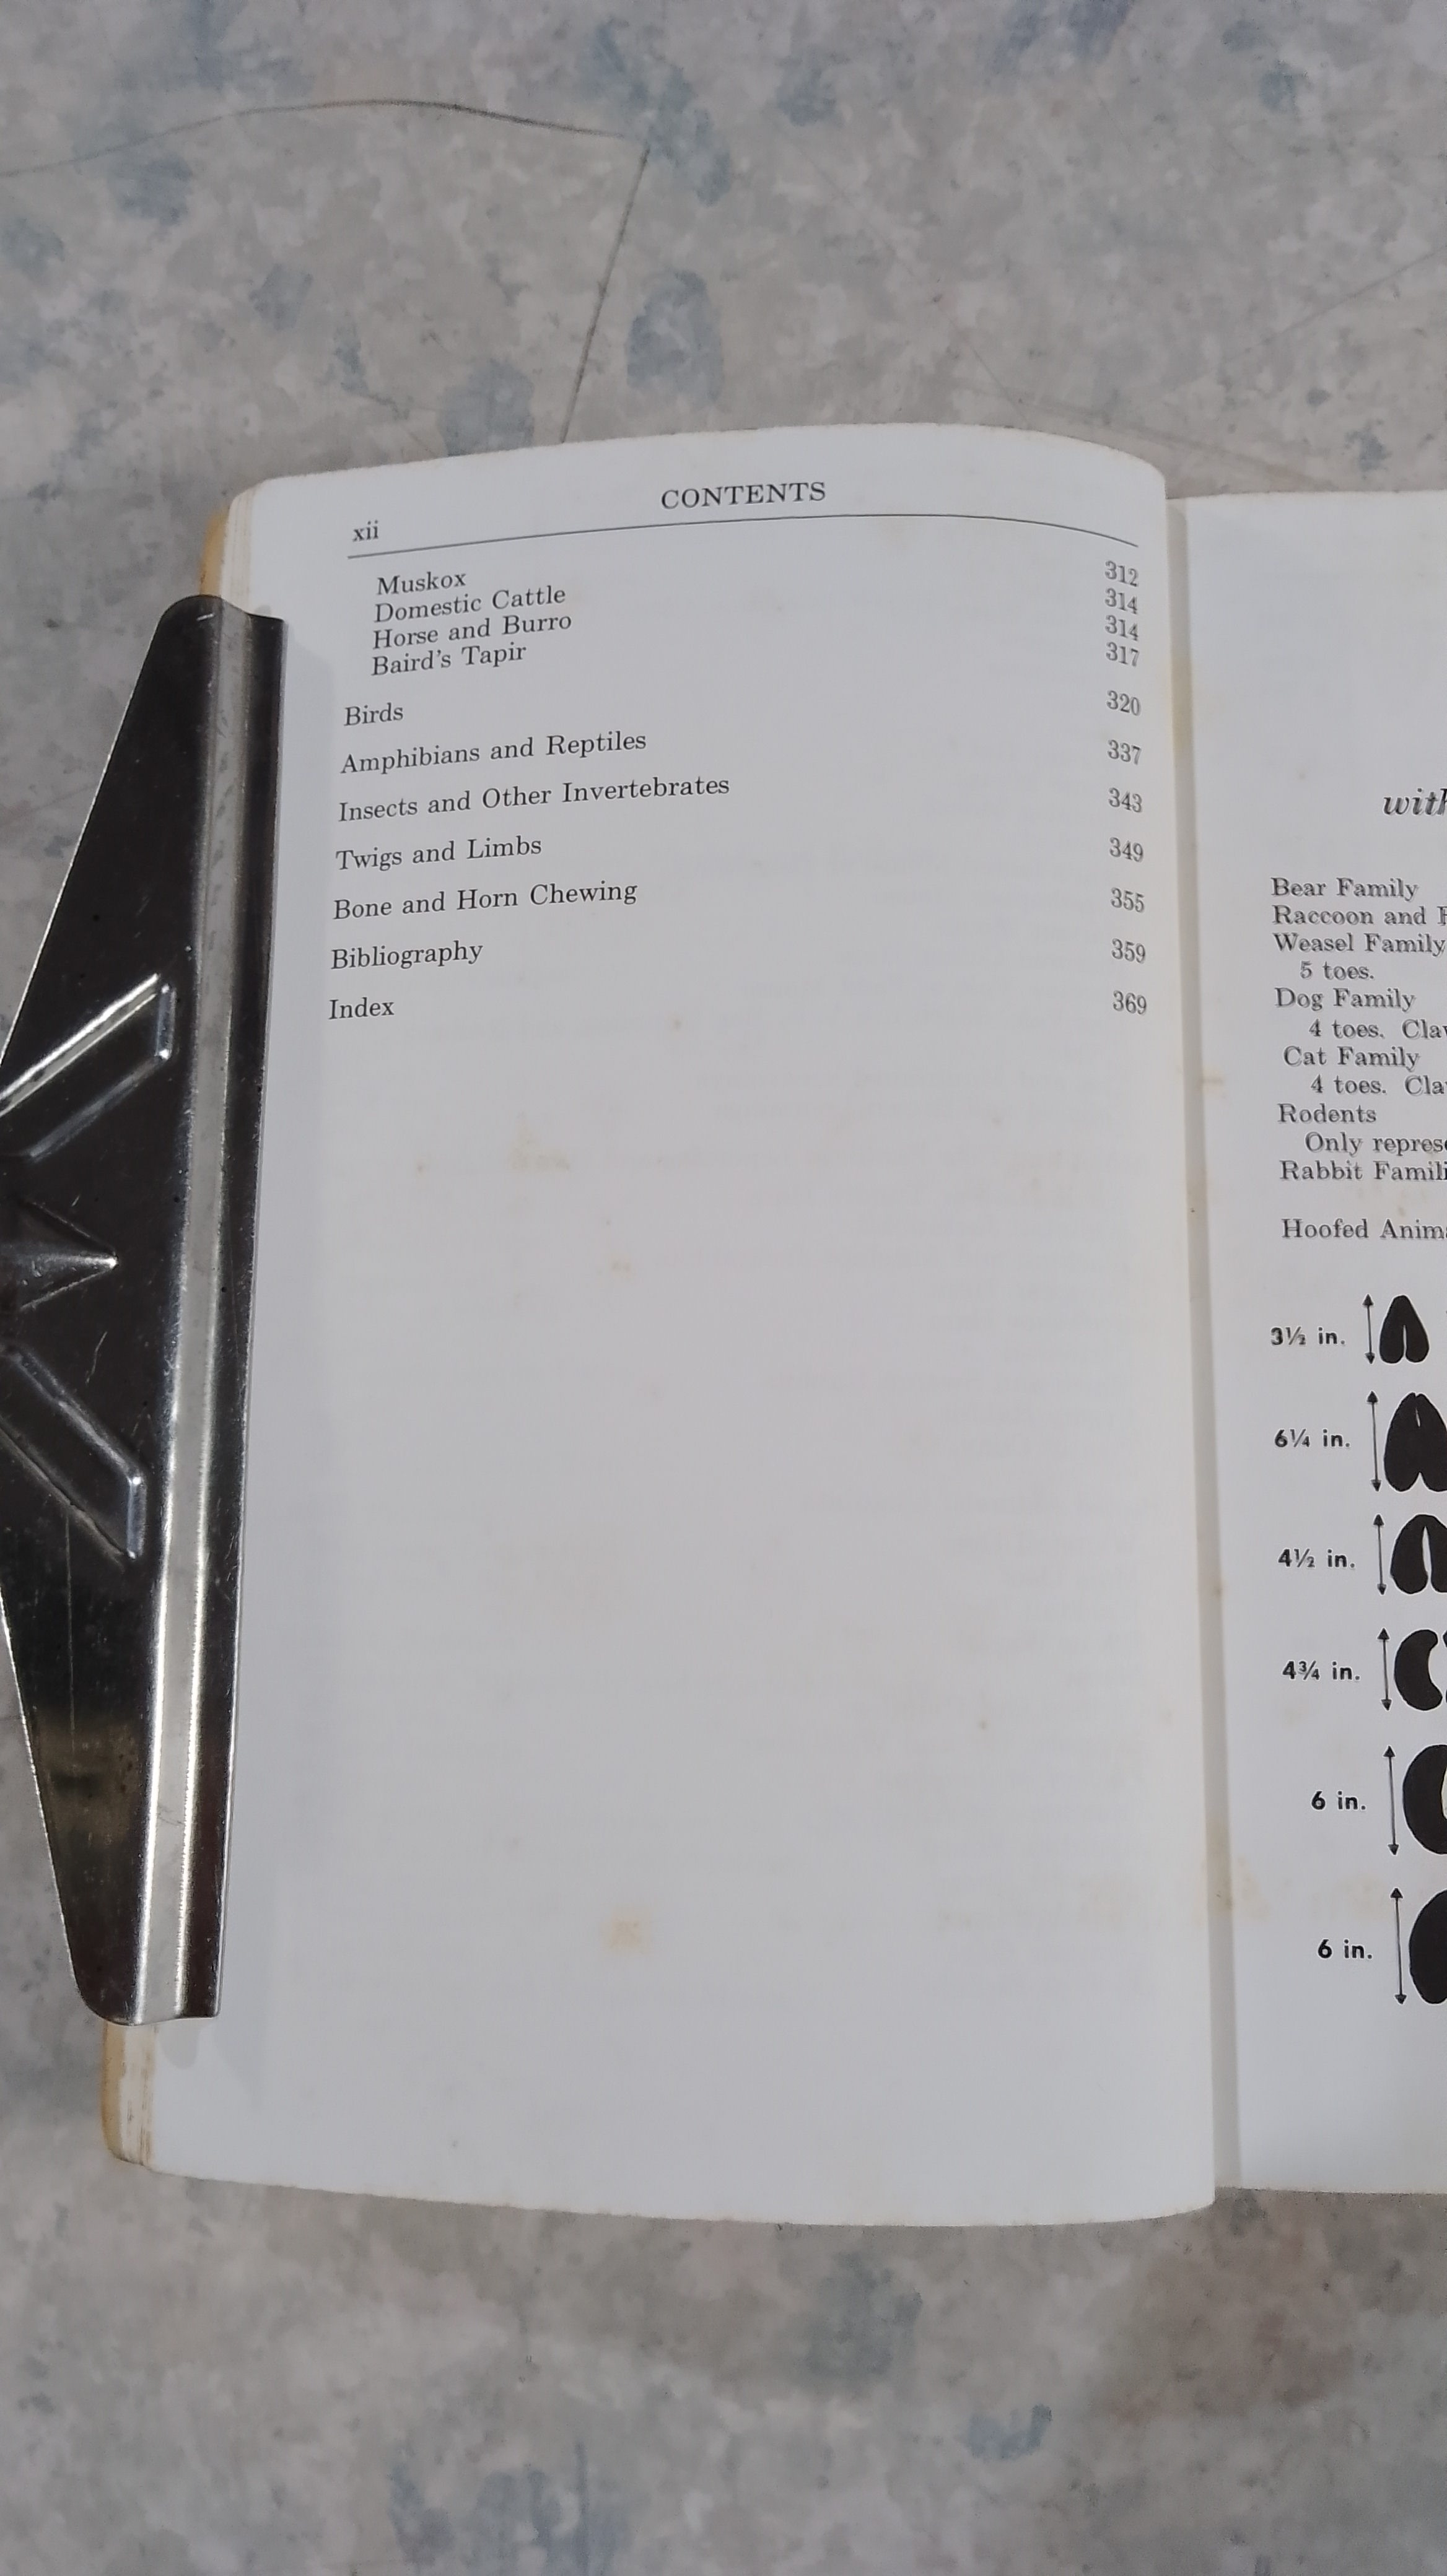 CONTENTS
xii
Muskox 312
Domestic Cattle 314
Horse and Burro 314
Baird's Tapir 317
Birds 320
Amphibians and Reptiles 337
Insects and Other Invertebrates 343
Twigs and Limbs 349
Bone and Horn Chewing 355
Bibliography 359
Index 369
Bear Family
Raccoon and
Weasel Family
5 toes.
Dog Family
4 toes.
Cat Family
4 toes.
Rodents
Only
Rabbit
Hoofed
3½ in.
6¼ in.
4½ in.
4¾ in.
6 in.
6 in.